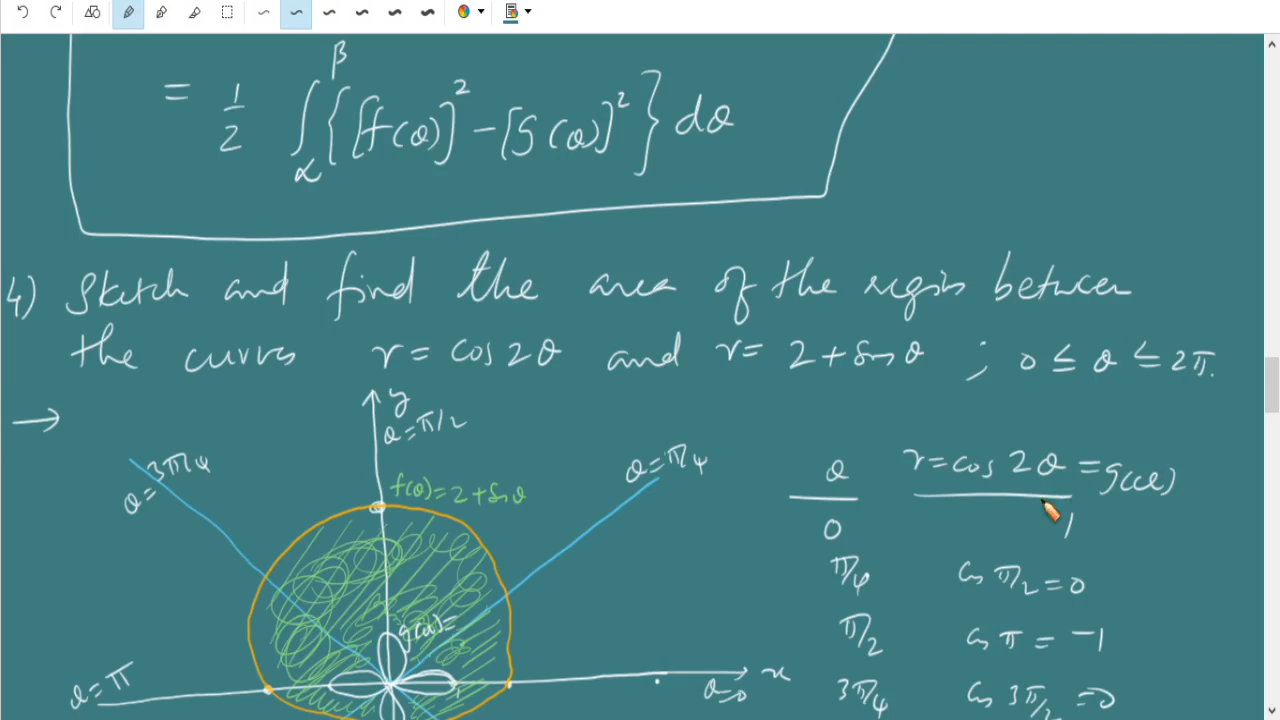 = 1/2 ∫_α^β {[f(θ)]² - [g(θ)]²} dθ
4) Sketch and find the area of the region between
the curves r = cos 2θ and r = 2 + sin θ ; 0 ≤ θ ≤ 2π.
→
y
θ = π/2
θ = 3π/4
θ = π/4
f(θ) = 2 + sin θ
g(θ) =
θ = π
θ = 0
x
θ r = cos 2θ = g(θ)
0 1
π/4 cos π/2 = 0
π/2 cos π = -1
3π/4 cos 3π/2 = 0